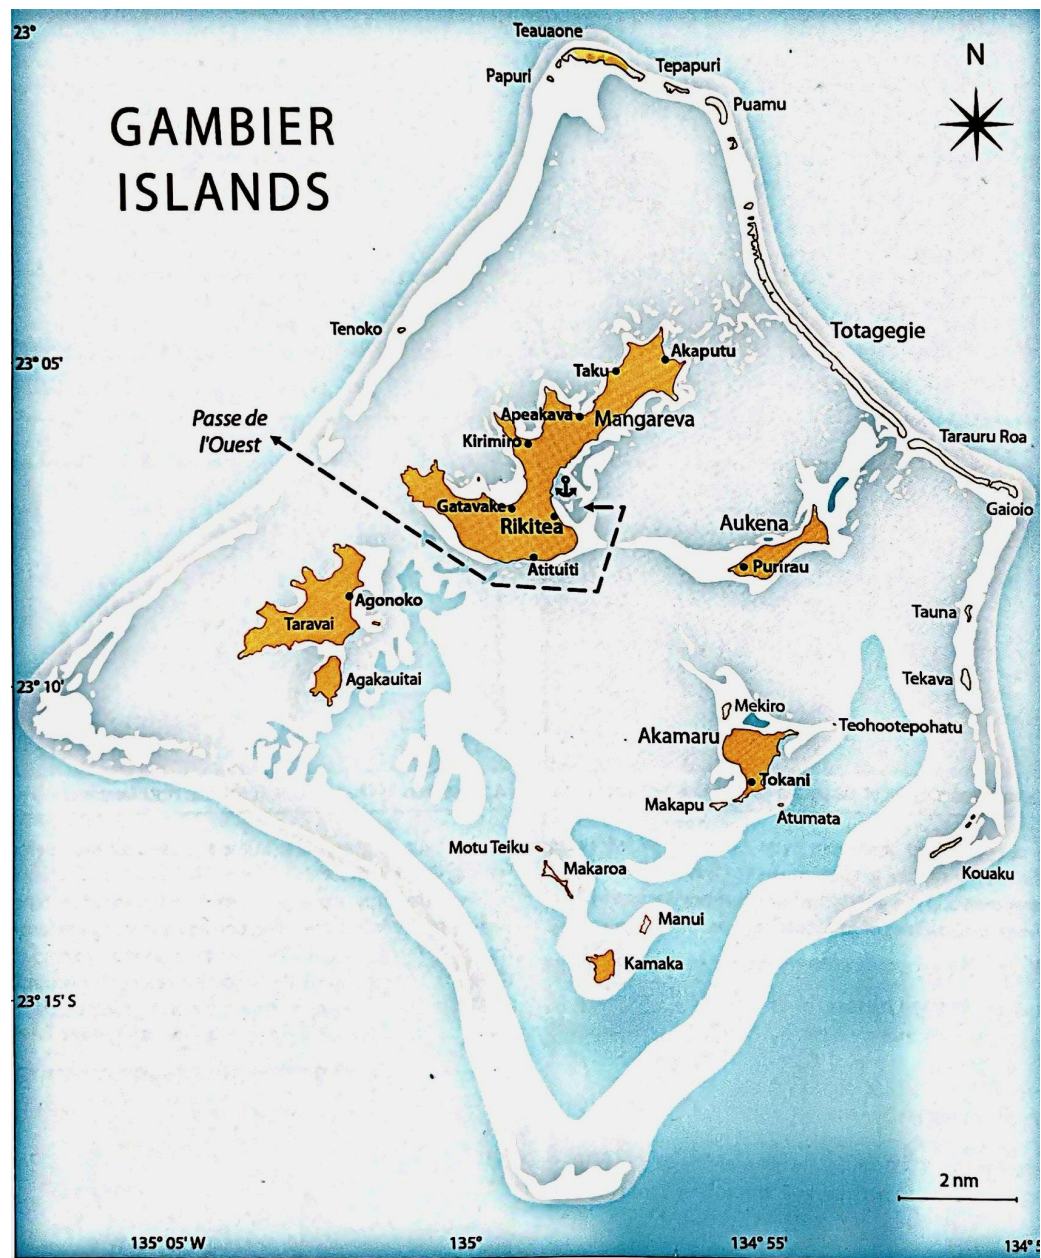 23°
Teauaone
Papuri
Tepapuri
Puamu
N
GAMBIER
ISLANDS
Tenoko
Totagegie
23° 05'
Akaputu
Taku
Passe de
l'Ouest
Apeakava
Mangareva
Kirimiro
Tarauru Roa
Gatavake
Rikitea
Aukena
Gaioio
Atituiti
Purirau
Agonoko
Taravai
Tauna
Agakauitai
Tekava
23° 10'
Mekiro
Akamaru
Teohootepohatu
Tokani
Makapu
Atumata
Motu Teiku
Makaroa
Kouaku
Manui
Kamaka
23° 15' S
2 nm
135° 05' W
135°
134° 55'
134° 5